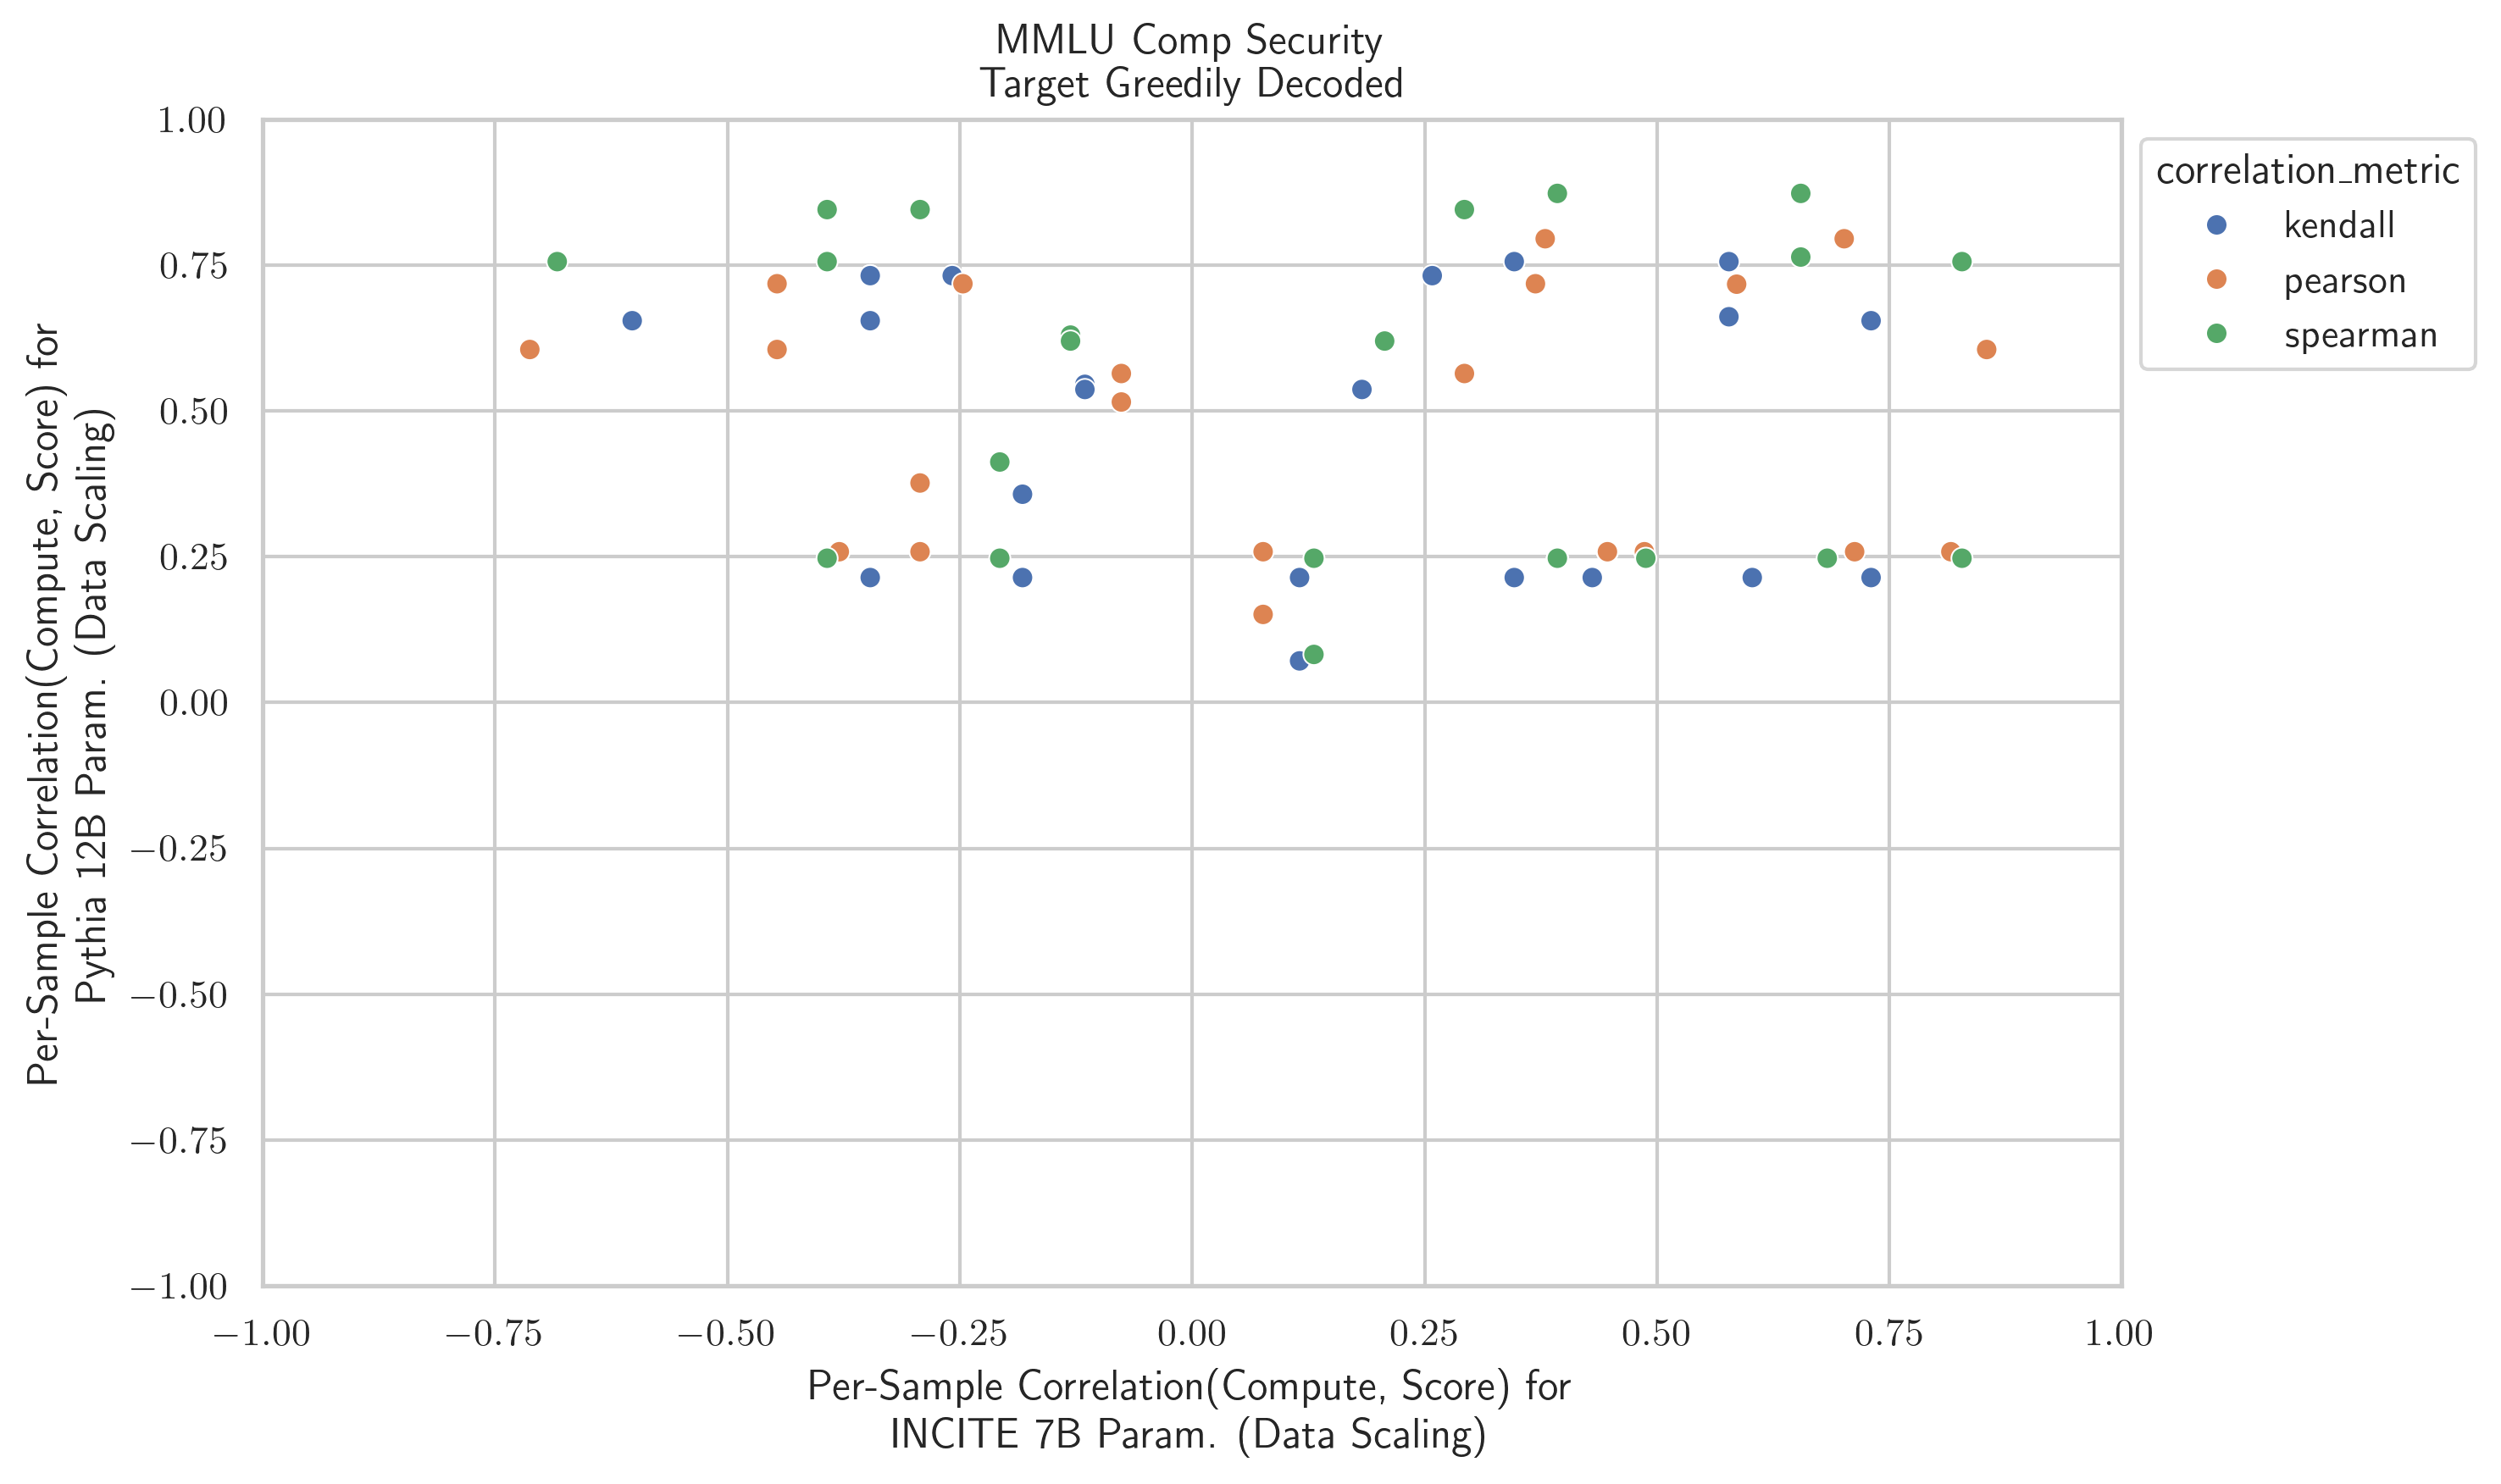 MMLU Comp Security
Target Greedily Decoded
Per-Sample Correlation(Compute, Score) for
Pythia 12B Param. (Data Scaling)
1.00
0.75
0.50
0.25
0.00
−0.25
−0.50
−0.75
−1.00
−1.00 −0.75 −0.50 −0.25 0.00 0.25 0.50 0.75 1.00
Per-Sample Correlation(Compute, Score) for
INCITE 7B Param. (Data Scaling)
correlation_metric
kendall
pearson
spearman